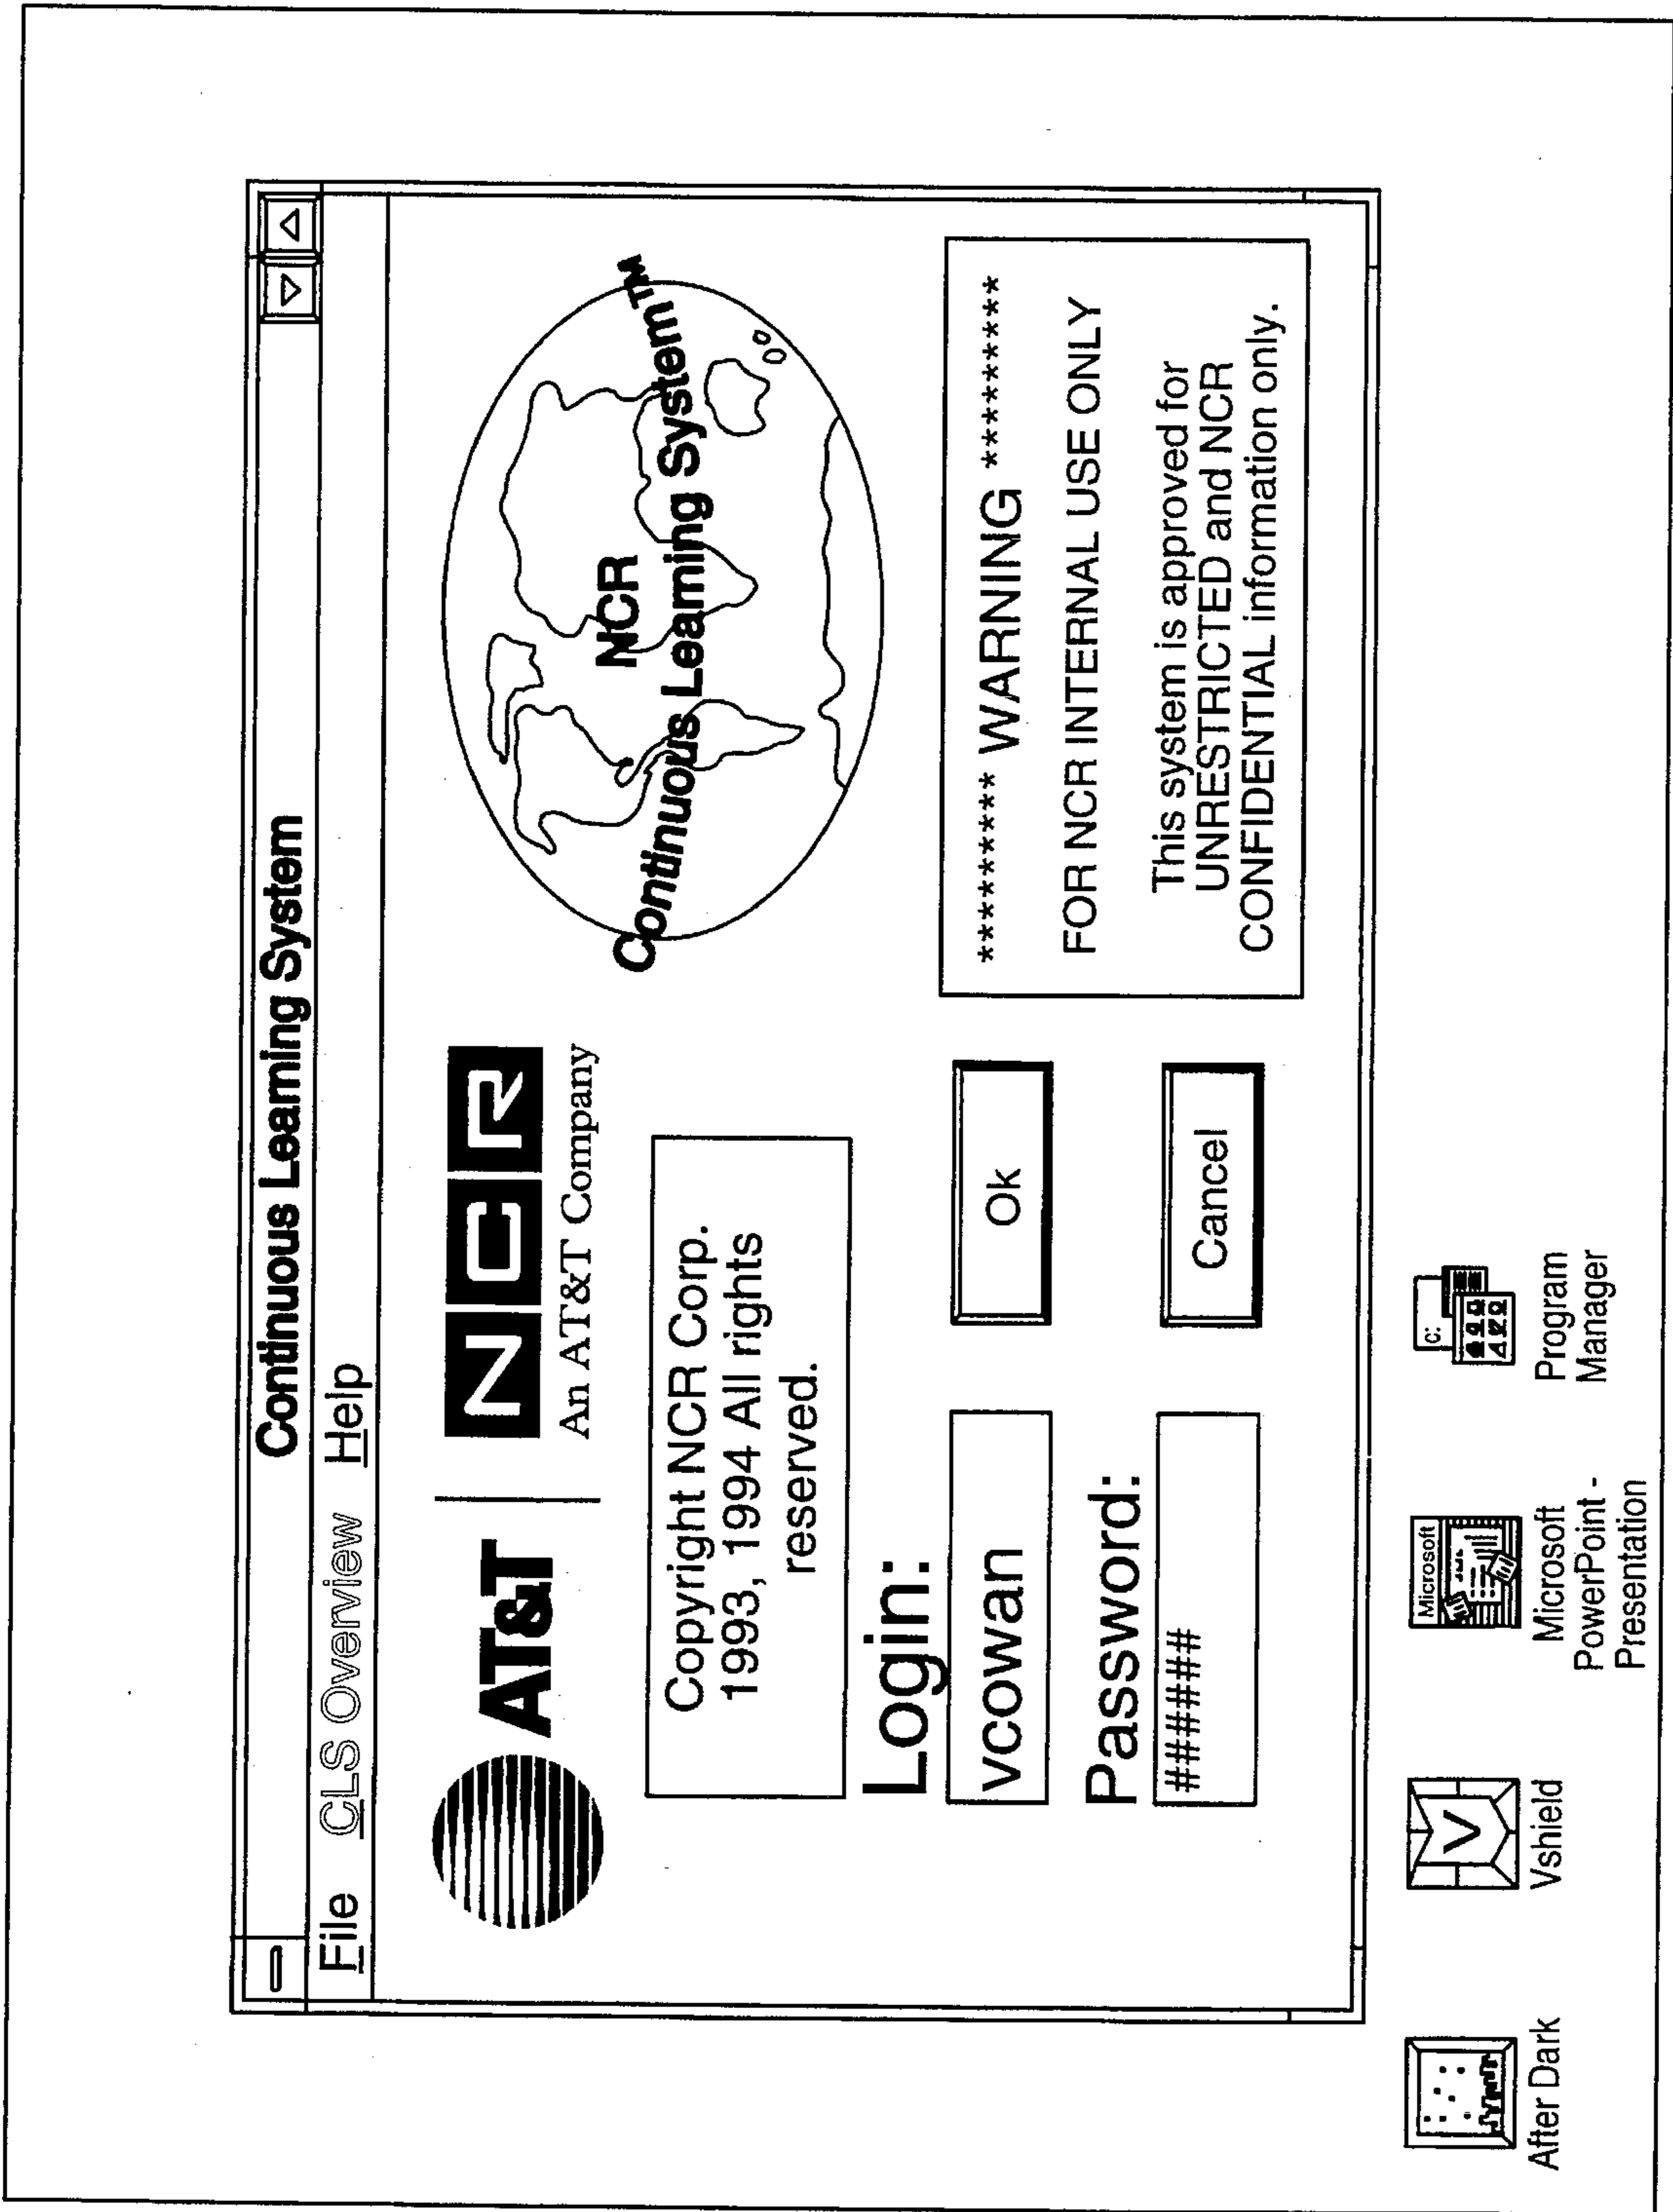 Continuous Learning System
File CLS Overview Help
AT&T
NCR
An AT&T Company
NCR
Continuous Learning System™
Copyright NCR Corp.
1993, 1994 All rights
reserved.
Login:
vcowan
Ok
Password:
######
Cancel
********* WARNING *********
FOR NCR INTERNAL USE ONLY
This system is approved for
UNRESTRICTED and NCR
CONFIDENTIAL information only.
After Dark
V
Vshield
Microsoft
Microsoft
PowerPoint -
Presentation
c:
Program
Manager